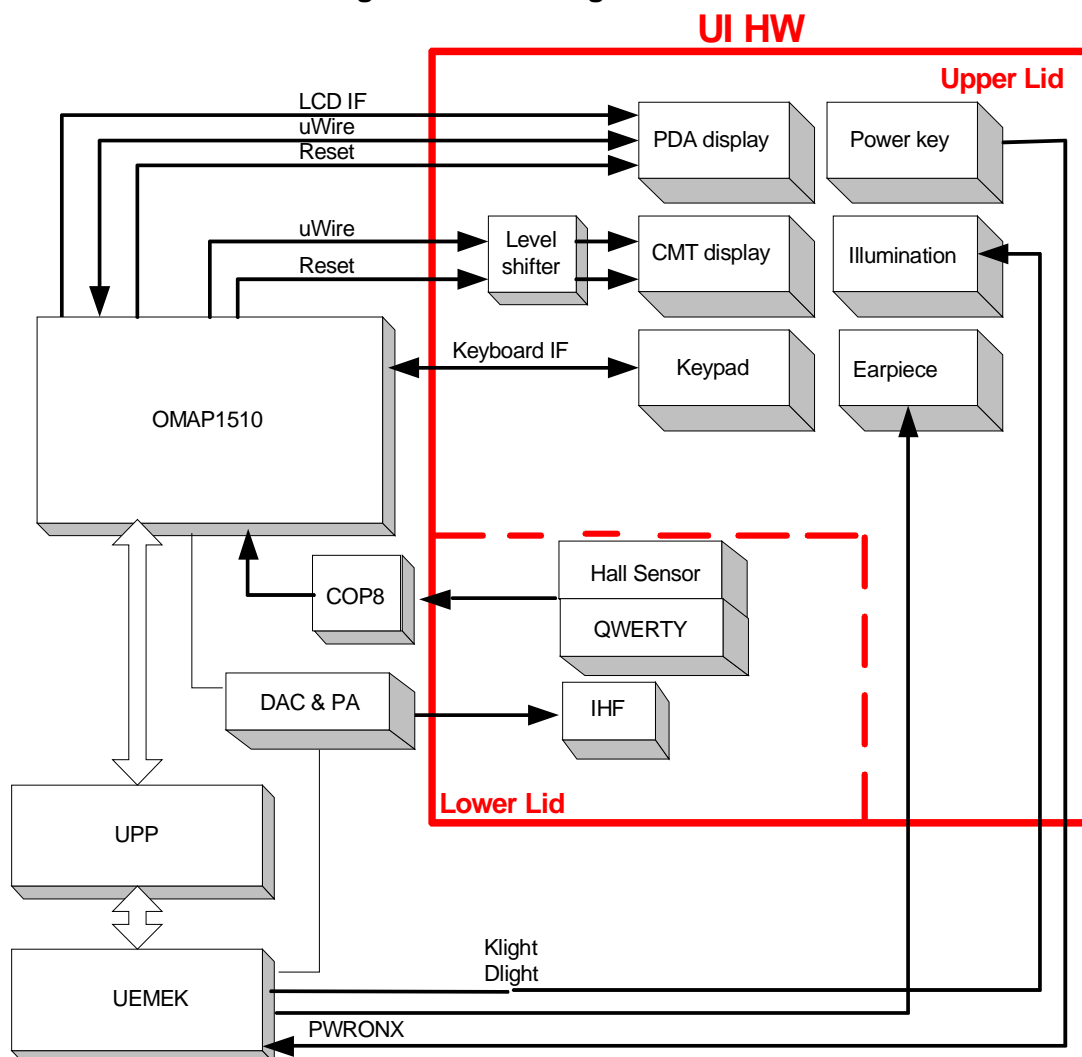 UI HW
Upper Lid
LCD IF
uWire
Reset
PDA display
Power key
uWire
Reset
Level
shifter
CMT display
Illumination
Keyboard IF
Keypad
Earpiece
OMAP1510
Hall Sensor
COP8
QWERTY
DAC & PA
IHF
Lower Lid
UPP
Klight
Dlight
UEMEK
PWRONX